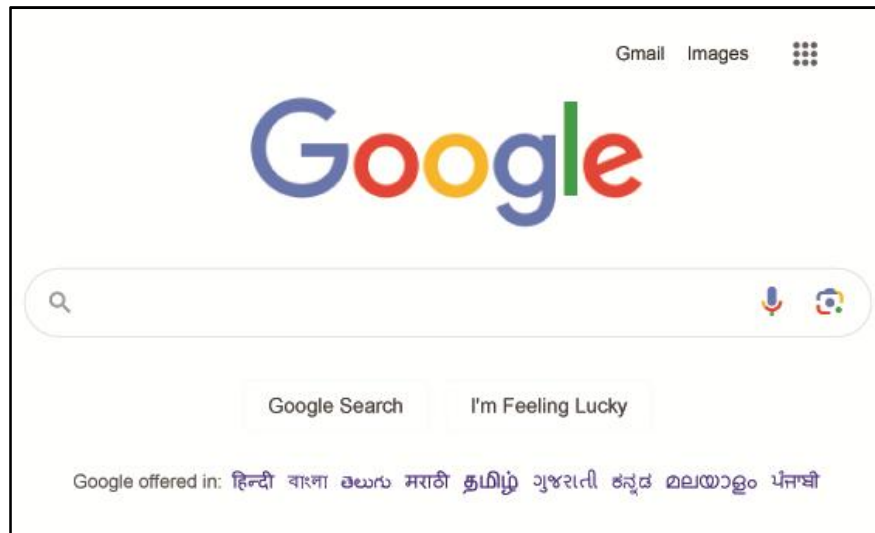 Gmail Images
Google
Google Search I'm Feeling Lucky
Google offered in: हिन्दी বাংলা తెలుగు मराठी தமிழ் ગુજરાતી ಕನ್ನಡ മലയാളം ਪੰਜਾਬੀ